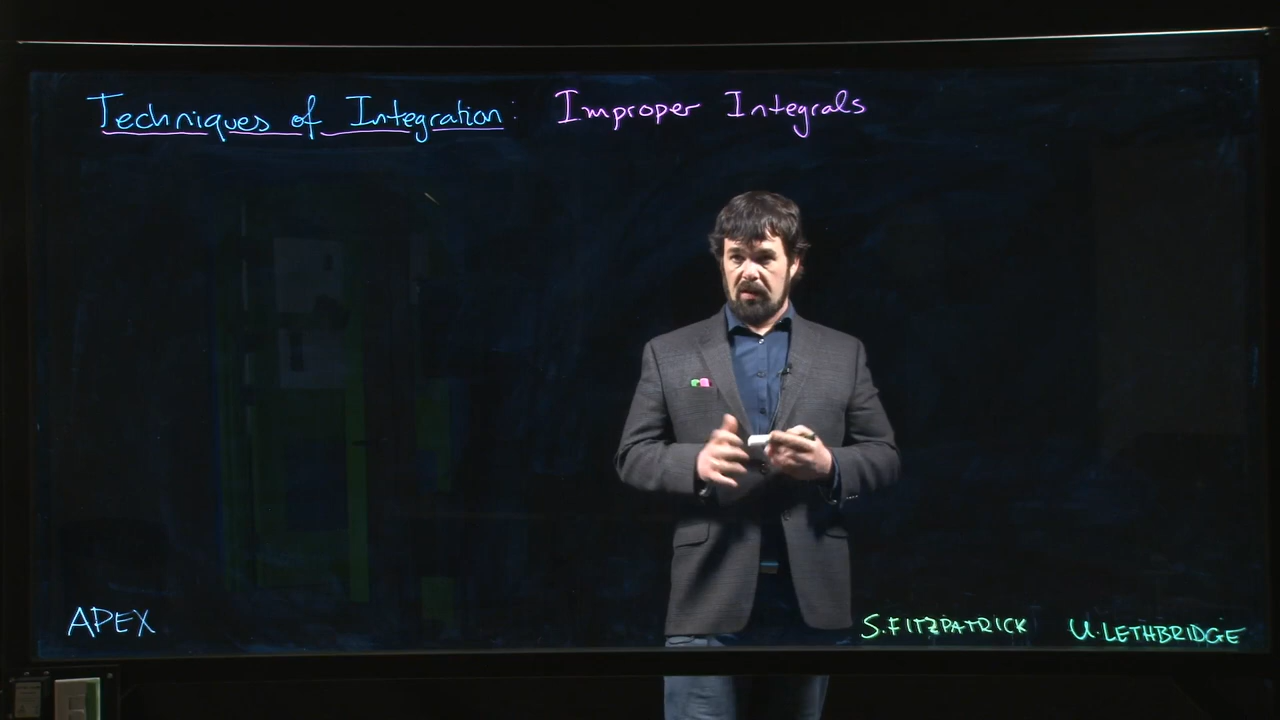 Techniques of Integration: Improper Integrals
APEX
S.FITZPATRICK U.LETHBRIDGE